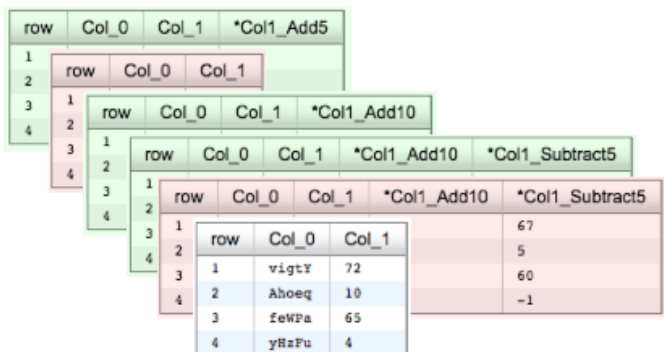 row Col_0 Col_1 *Col1_Add5
1
2
3
4
row Col_0 Col_1
1
2
3
4
row Col_0 Col_1 *Col1_Add10
1
2
3
4
row Col_0 Col_1 *Col1_Add10 *Col1_Subtract5
1
2
3
4
row Col_0 Col_1 *Col1_Add10 *Col1_Subtract5
1 67
2 5
3 60
4 -1
row Col_0 Col_1
1 vigtY 72
2 Ahoeq 10
3 feWPa 65
4 yHzFu 4